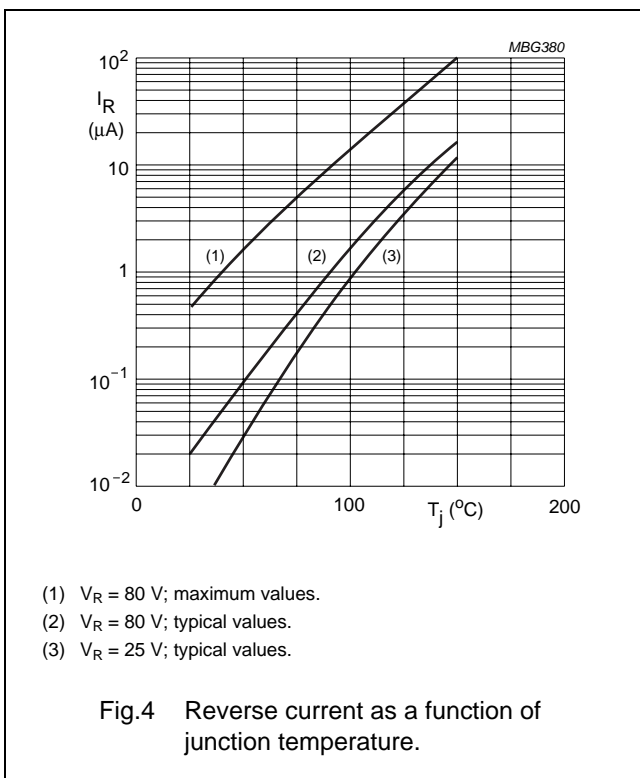 MBG380
10²
I_R
(μA)
10
1
10⁻¹
10⁻²
(1)
(2)
(3)
0
100
T_j (°C)
200
(1) V_R = 80 V; maximum values.
(2) V_R = 80 V; typical values.
(3) V_R = 25 V; typical values.
Fig.4 Reverse current as a function of
junction temperature.